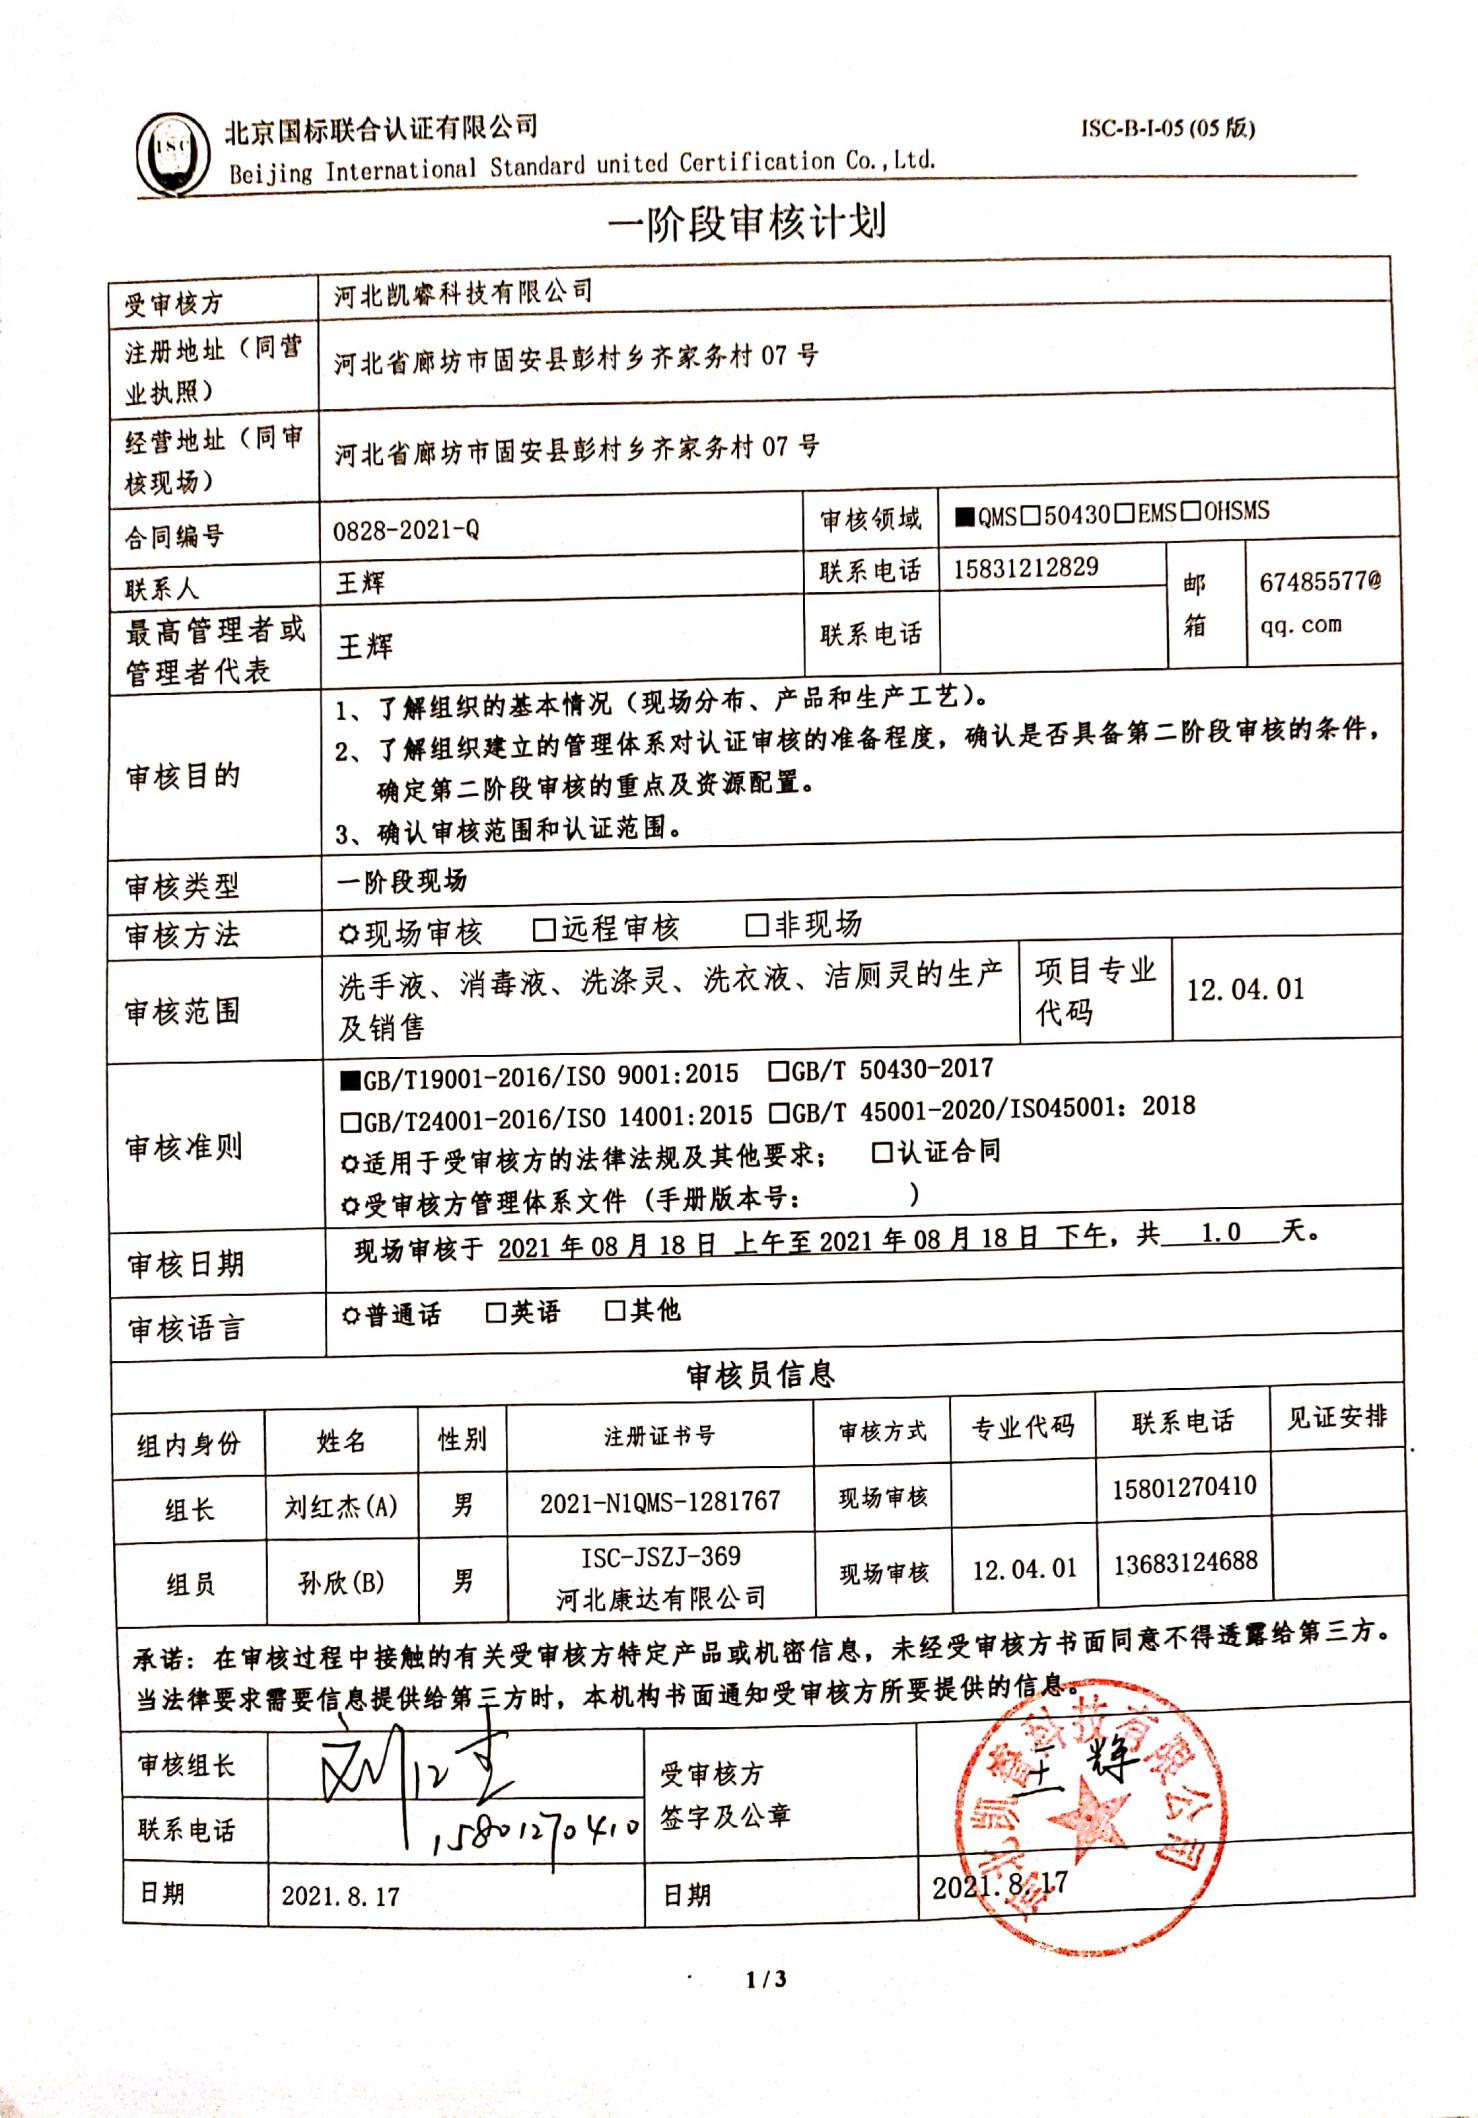 ISC
北京国标联合认证有限公司
ISC-B-I-05(05版)
Beijing International Standard united Certification Co.,Ltd.
一阶段审核计划
受审核方
河北凯睿科技有限公司
注册地址（同营
业执照）
河北省廊坊市固安县彭村乡齐家务村 07 号
经营地址（同审
核现场）
河北省廊坊市固安县彭村乡齐家务村 07 号
合同编号
0828-2021-Q
审核领域
■QMS□50430□EMS□OHSMS
联系人
王辉
联系电话
15831212829
邮
箱
67485577@
qq.com
最高管理者或
管理者代表
王辉
联系电话
审核目的
1、了解组织的基本情况（现场分布、产品和生产工艺）。
2、了解组织建立的管理体系对认证审核的准备程度，确认是否具备第二阶段审核的条件，
确定第二阶段审核的重点及资源配置。
3、确认审核范围和认证范围。
审核类型
一阶段现场
审核方法
✪现场审核 □远程审核 □非现场
审核范围
洗手液、消毒液、洗涤灵、洗衣液、洁厕灵的生产
及销售
项目专业
代码
12.04.01
审核准则
■GB/T19001-2016/ISO 9001:2015 □GB/T 50430-2017
□GB/T24001-2016/ISO 14001:2015 □GB/T 45001-2020/ISO45001：2018
✪适用于受审核方的法律法规及其他要求； □认证合同
✪受审核方管理体系文件（手册版本号： ）
审核日期
现场审核于 2021 年 08 月 18 日 上午至 2021 年 08 月 18 日 下午，共 1.0 天。
审核语言
✪普通话 □英语 □其他
审核员信息
组内身份 姓名 性别 注册证书号 审核方式 专业代码 联系电话 见证安排
组长 刘红杰(A) 男 2021-N1QMS-1281767 现场审核 15801270410
组员 孙欣(B) 男 ISC-JSZJ-369 现场审核 12.04.01 13683124688
河北康达有限公司
承诺：在审核过程中接触的有关受审核方特定产品或机密信息，未经受审核方书面同意不得透露给第三方。
当法律要求需要信息提供给第三方时，本机构书面通知受审核方所要提供的信息。
审核组长
刘红杰
受审核方
签字及公章
王辉
河北凯睿科技有限公司
联系电话
15801270410
日期
2021.8.17
日期
2021.8.17
1/3